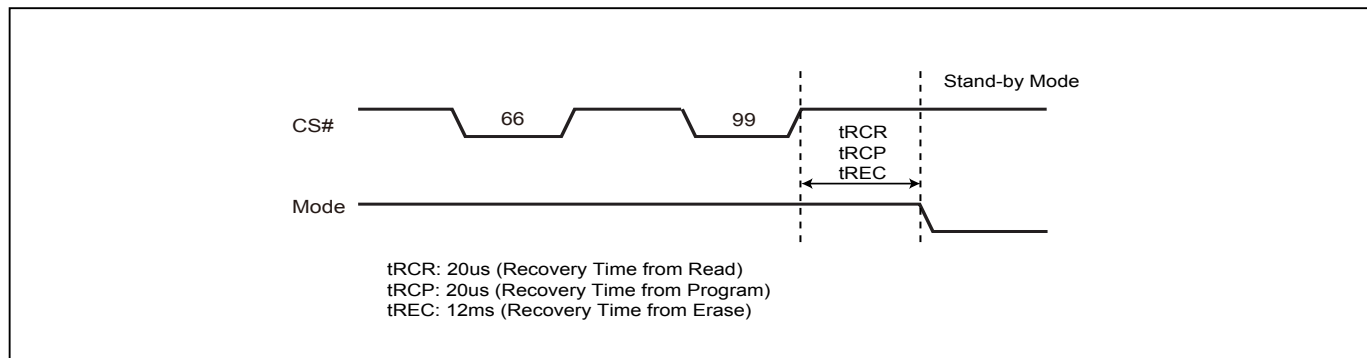 Stand-by Mode
CS#
66
99
tRCR
tRCP
tREC
Mode
tRCR: 20us (Recovery Time from Read)
tRCP: 20us (Recovery Time from Program)
tREC: 12ms (Recovery Time from Erase)